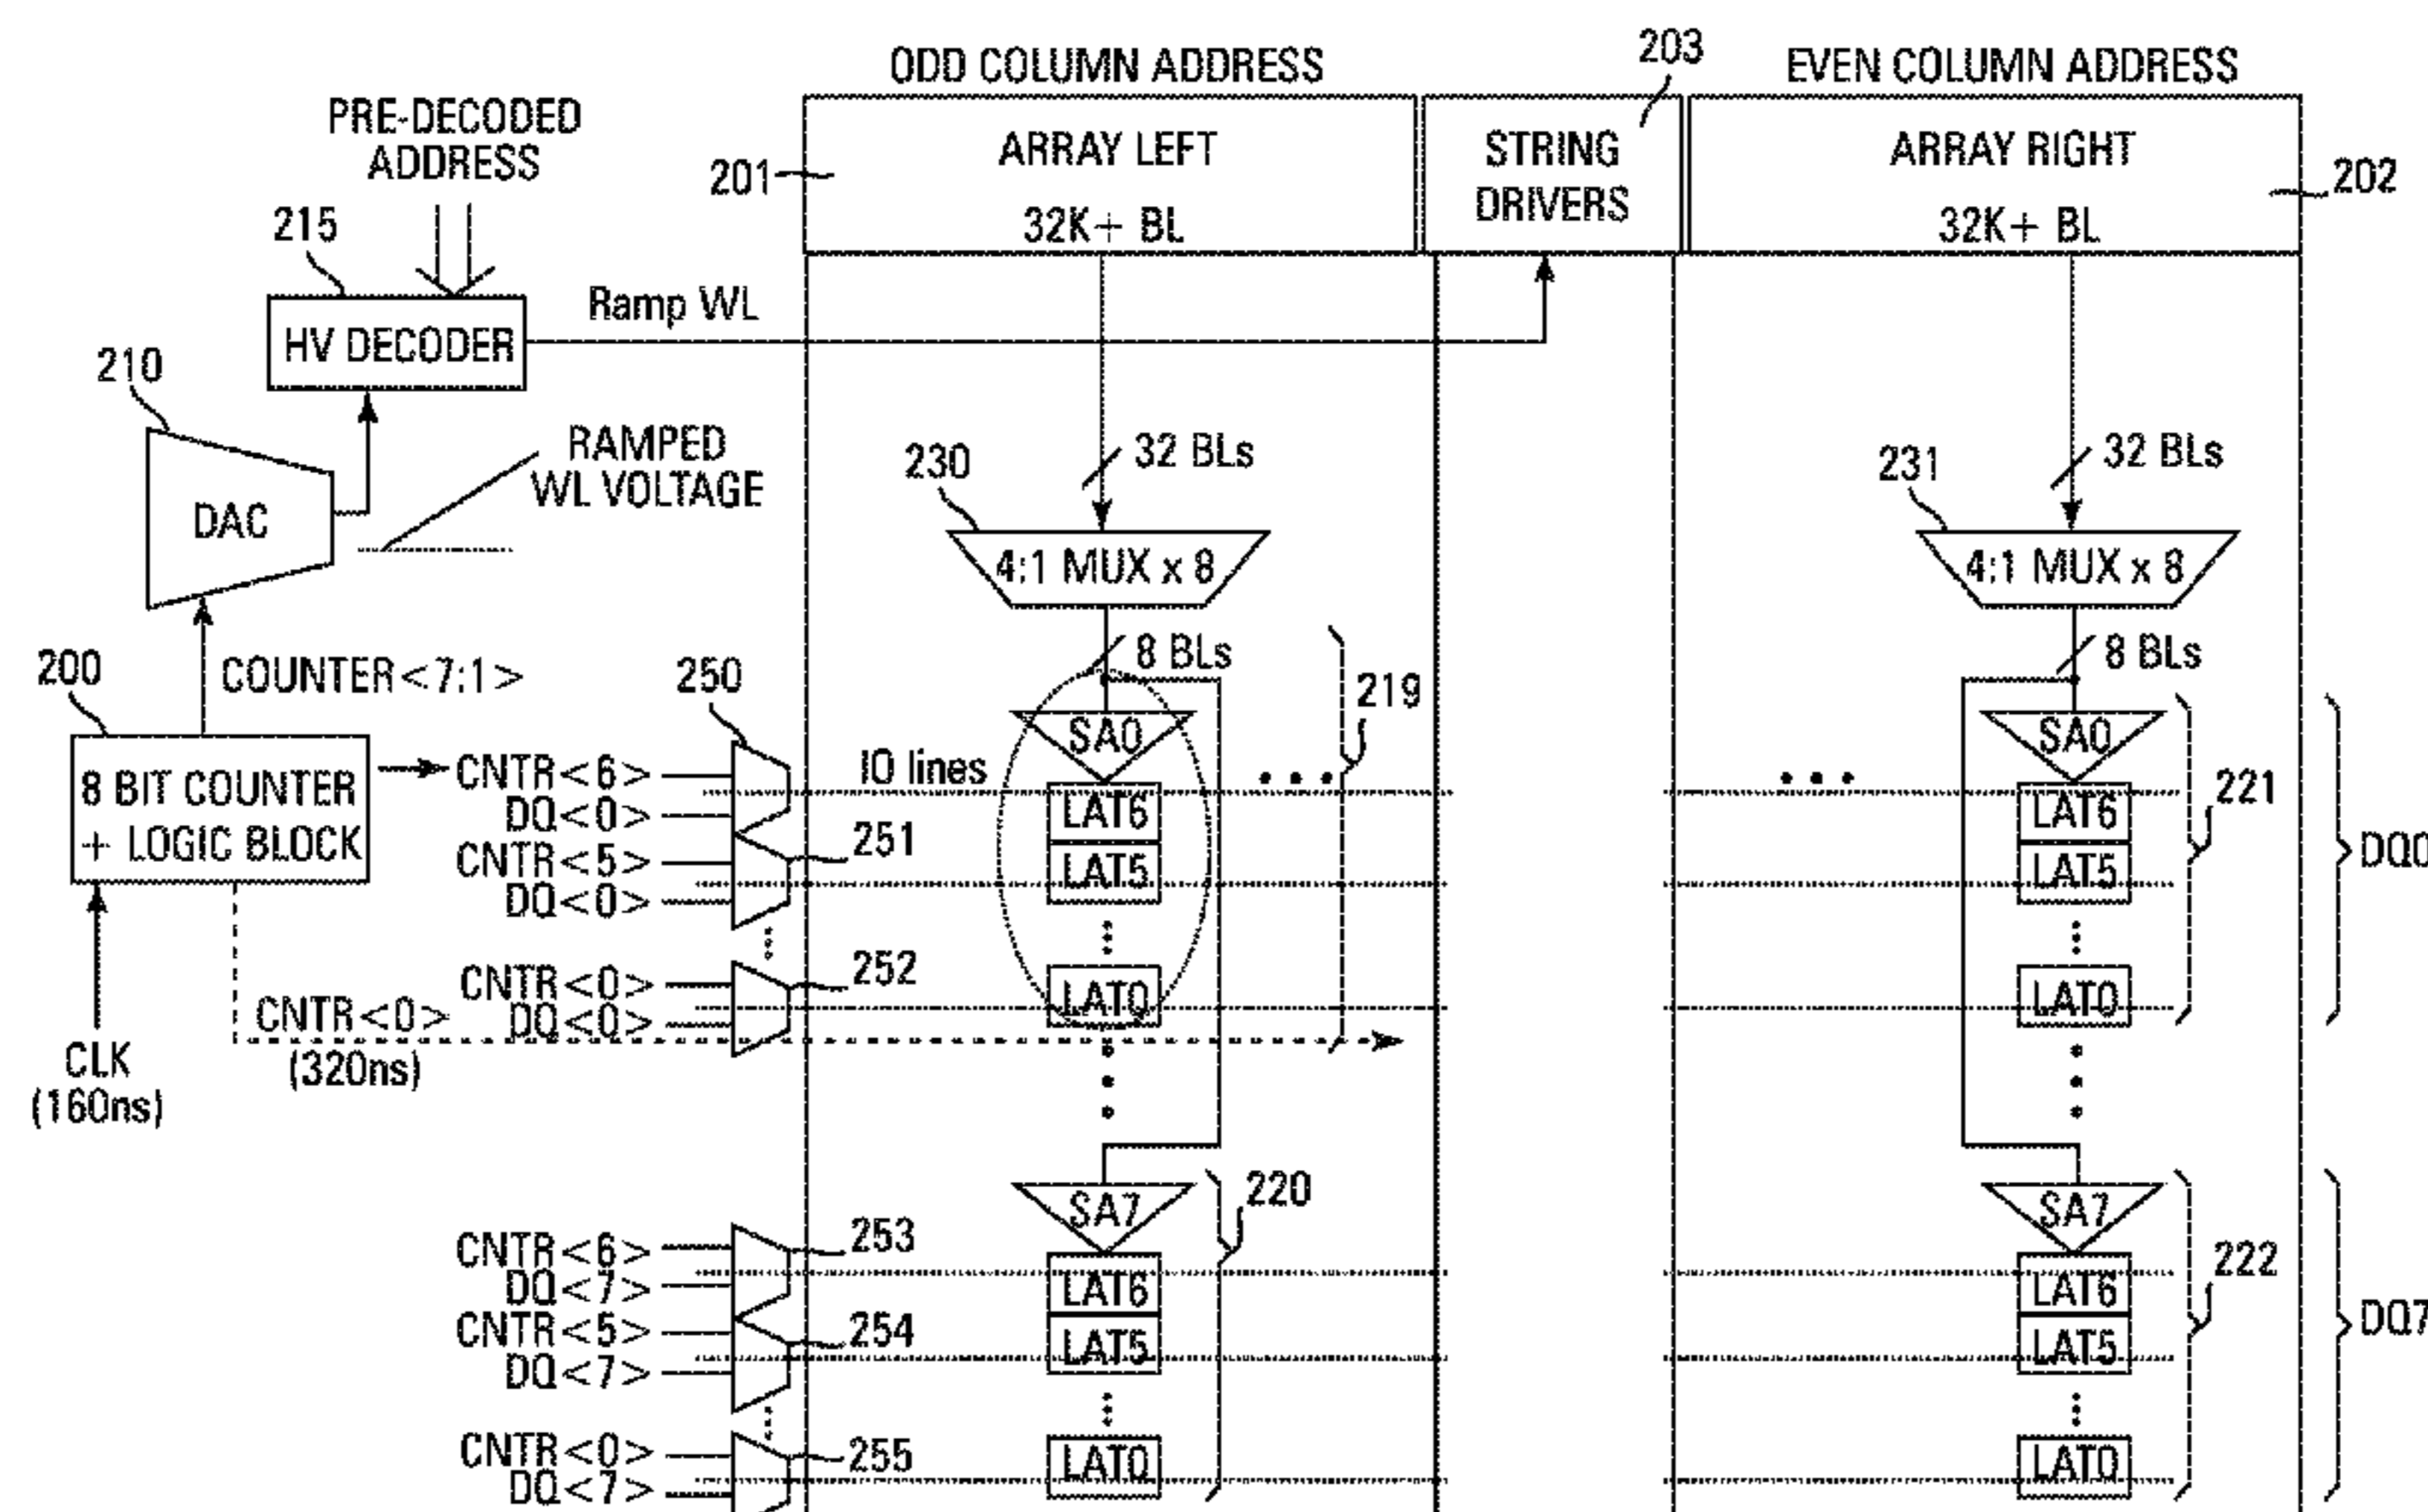 ODD COLUMN ADDRESS
203
EVEN COLUMN ADDRESS
PRE-DECODED
ADDRESS
201
ARRAY LEFT
32K+ BL
STRING
DRIVERS
ARRAY RIGHT
32K+ BL
202
215
HV DECODER
Ramp WL
210
DAC
RAMPED
WL VOLTAGE
230
32 BLs
4:1 MUX x 8
8 BLs
231
32 BLs
4:1 MUX x 8
8 BLs
200
COUNTER<7:1>
8 BIT COUNTER
+ LOGIC BLOCK
CLK
(160ns)
CNTR<0>
(320ns)
250
CNTR<6>
DQ<0>
251
CNTR<5>
DQ<0>
252
CNTR<0>
DQ<0>
IO lines
SA0
LAT6
LAT5
LAT0
219
SA0
LAT6
LAT5
LAT0
221
DQ0
253
CNTR<6>
DQ<7>
254
CNTR<5>
DQ<7>
255
CNTR<0>
DQ<7>
SA7
LAT6
LAT5
LAT0
220
SA7
LAT6
LAT5
LAT0
222
DQ7